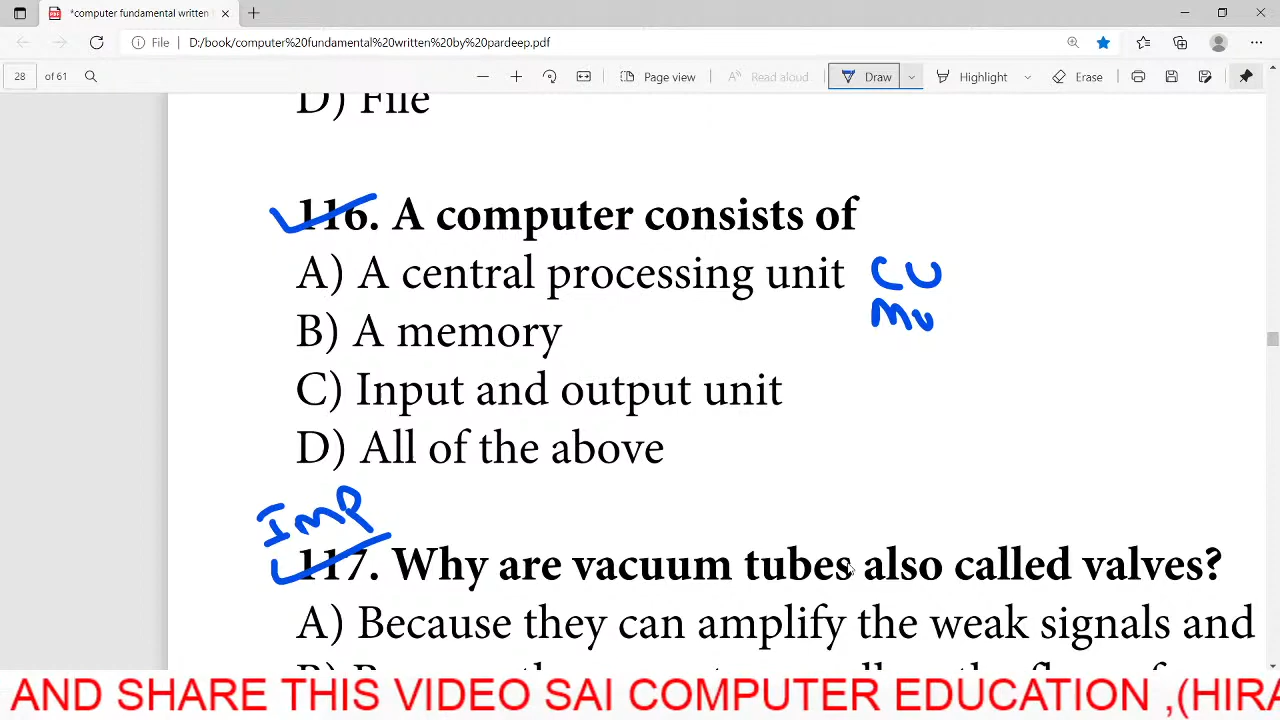 *computer fundamental written
File D:/book/computer%20fundamental%20written%20by%20pardeep.pdf
28 of 61 Page view Read aloud Draw Highlight Erase
D) File
116. A computer consists of
A) A central processing unit CU
MU
B) A memory
C) Input and output unit
D) All of the above
Imp
117. Why are vacuum tubes also called valves?
A) Because they can amplify the weak signals and
AND SHARE THIS VIDEO SAI COMPUTER EDUCATION ,(HIRA